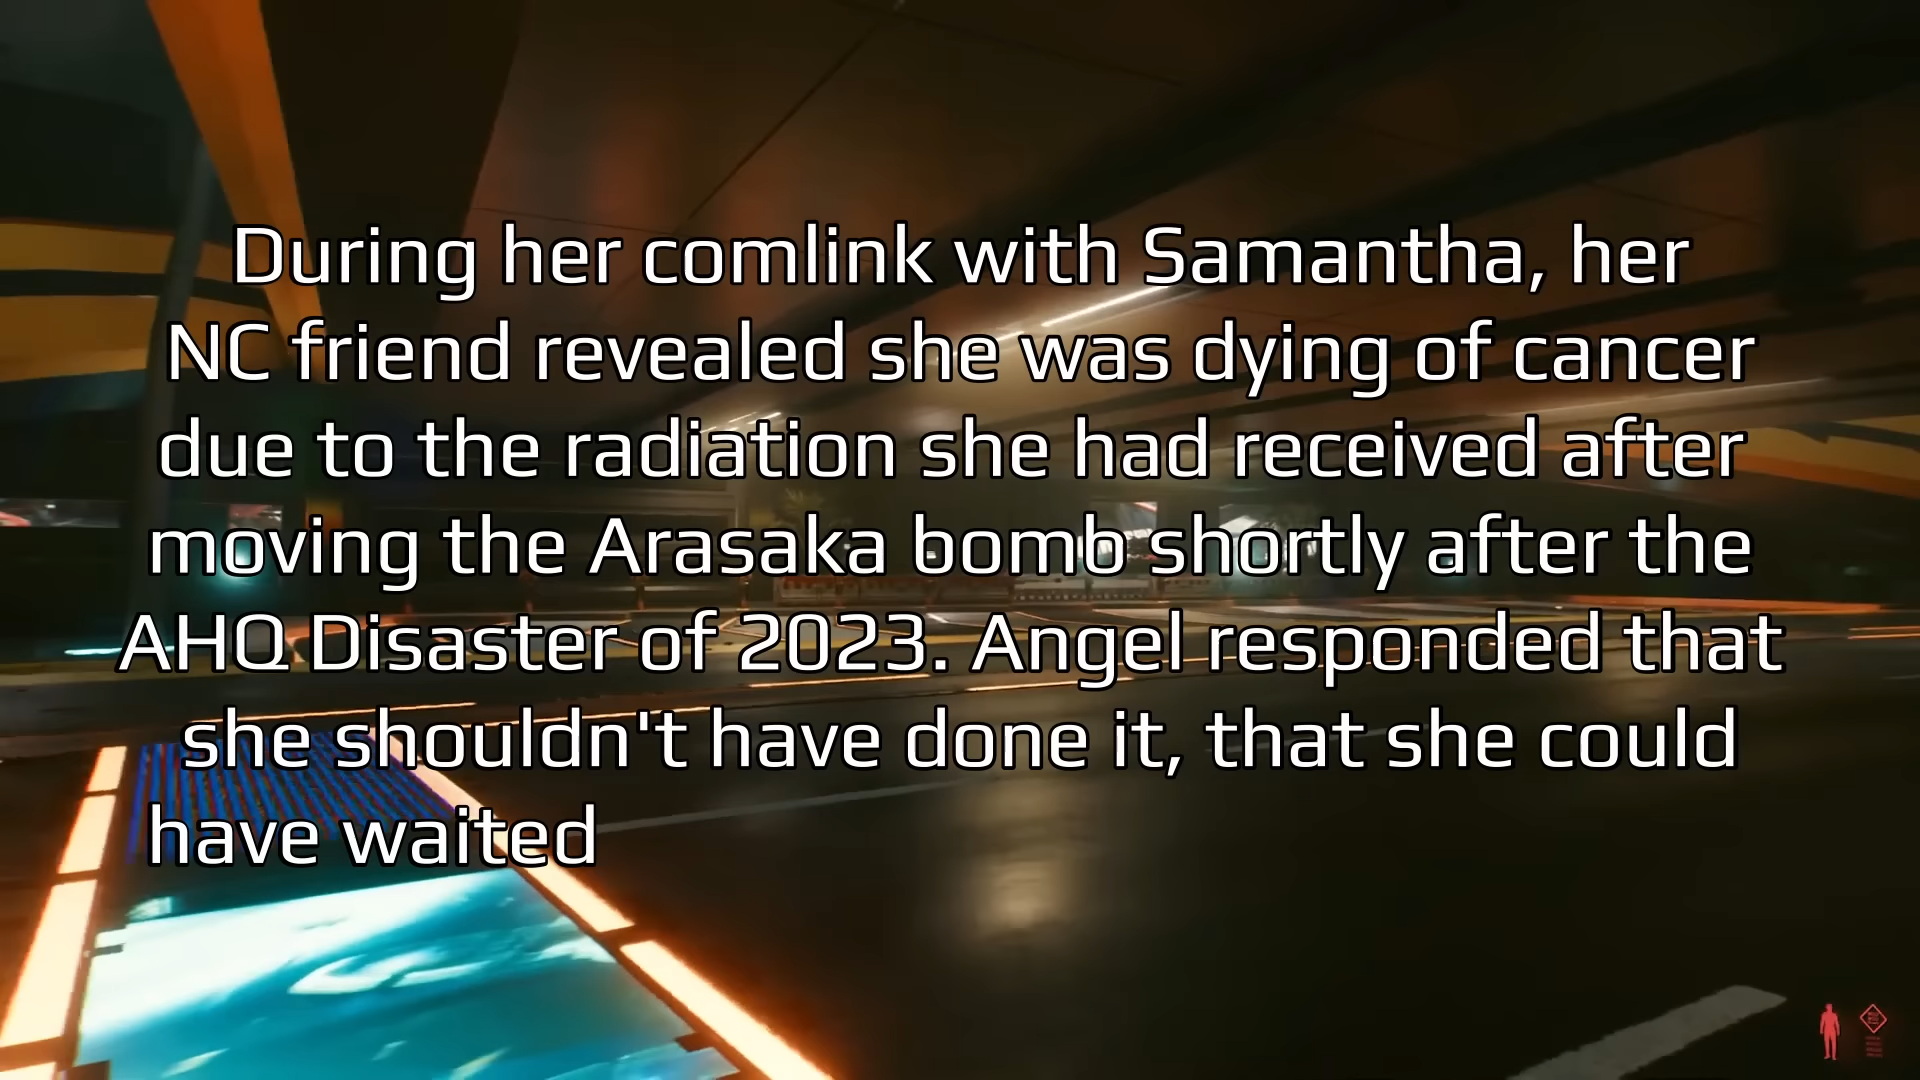 During her comlink with Samantha, her
NC friend revealed she was dying of cancer
due to the radiation she had received after
moving the Arasaka bomb shortly after the
AHQ Disaster of 2023. Angel responded that
she shouldn't have done it, that she could
have waited